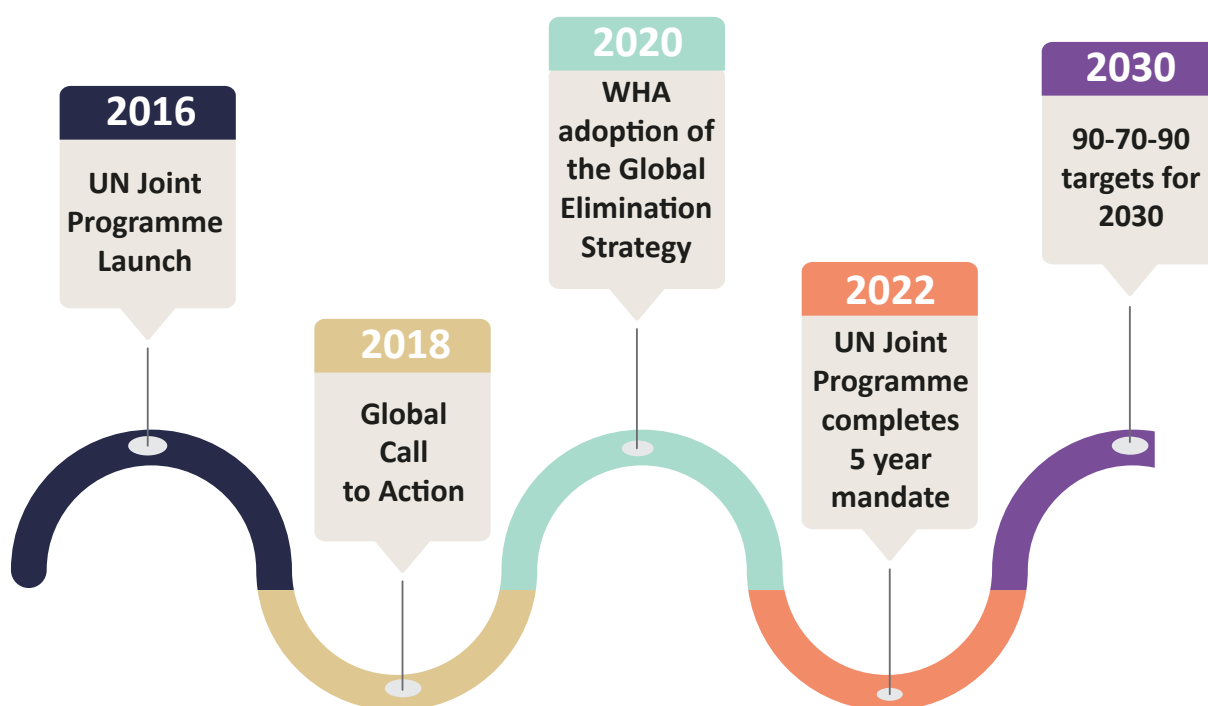 2016
UN Joint
Programme
Launch
2018
Global
Call
to Action
2020
WHA
adoption of
the Global
Elimination
Strategy
2022
UN Joint
Programme
completes
5 year
mandate
2030
90-70-90
targets for
2030